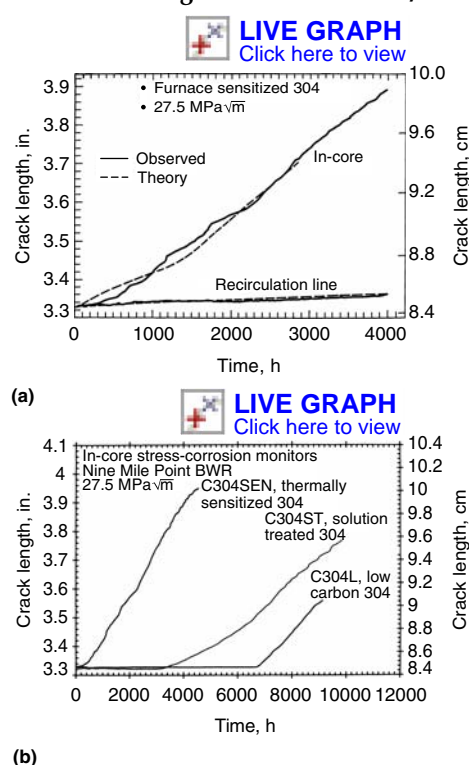 LIVE GRAPH
Click here to view
• Furnace sensitized 304
• 27.5 MPa√m
Observed
Theory
In-core
Recirculation line
Crack length, in.
3.9
3.8
3.7
3.6
3.5
3.4
3.3
10.0
9.6
9.2
8.8
8.4
Crack length, cm
0
1000
2000
3000
4000
Time, h
(a)
LIVE GRAPH
Click here to view
In-core stress-corrosion monitors
Nine Mile Point BWR
27.5 MPa√m
C304SEN, thermally
sensitized 304
C304ST, solution
treated 304
C304L, low
carbon 304
Crack length, in.
4.1
4
3.9
3.8
3.7
3.6
3.5
3.4
3.3
10.4
10.2
10
9.8
9.6
9.4
9.2
9
8.8
8.6
8.4
Crack length, cm
0
2000
4000
6000
8000
10000
12000
Time, h
(b)